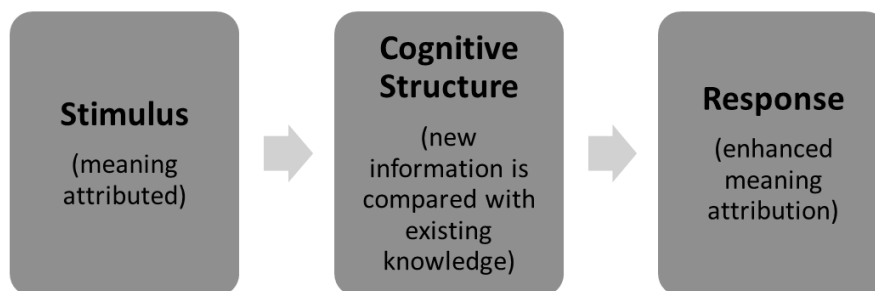 Stimulus
(meaning
attributed)
Cognitive
Structure
(new
information is
compared with
existing
knowledge)
Response
(enhanced
meaning
attribution)